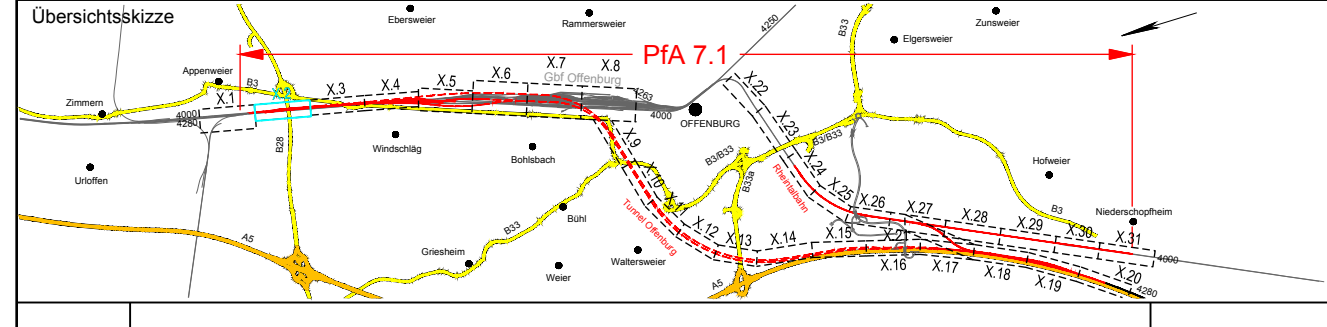 Übersichtsskizze
Ebersweier
Rammersweier
4250
B33
Zunsweier
Elgersweier
PfA 7.1
Appenweier
B3
X.1
X.3
X.4
X.5
X.6
X.7
X.8
Gbf Offenburg
4263
X.22
Zimmern
4000
4280
4000
OFFENBURG
X.23
B3/B33
B28
Windschläg
Bohlsbach
X.9
B3/B33
B33a
X.24
Hofweier
Urloffen
X.10
Rheintalbahn
X.25
X.26
X.27
X.28
X.29
X.30
X.31
B3
Niederschopfheim
Bühl
Tunnel Offenburg
X.12
X.13
X.14
X.15
X.21
A5
B33
Griesheim
Weier
Waltersweier
X.16
X.17
X.18
X.19
X.20
4000
A5
4280